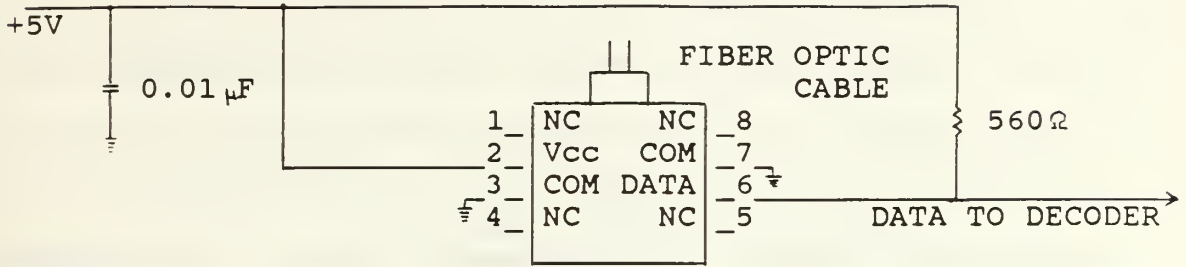 +5V
FIBER OPTIC
CABLE
0.01 μF
560Ω
1 NC NC 8
2 Vcc COM 7
3 COM DATA 6
4 NC NC 5
DATA TO DECODER